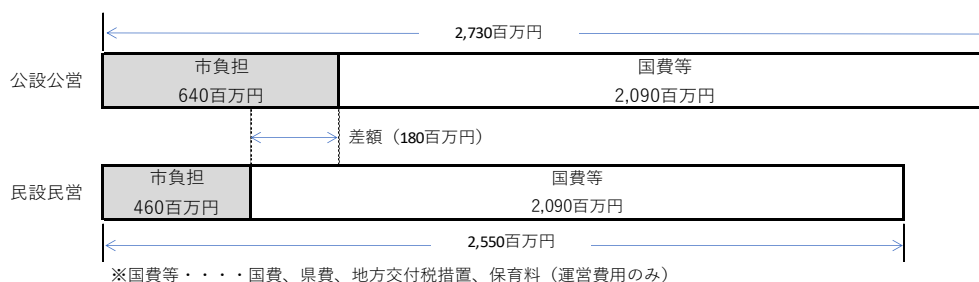 2,730百万円
公設公営
市負担
640百万円
国費等
2,090百万円
差額（180百万円）
民設民営
市負担
460百万円
国費等
2,090百万円
2,550百万円
※国費等・・・・国費、県費、地方交付税措置、保育料（運営費用のみ）